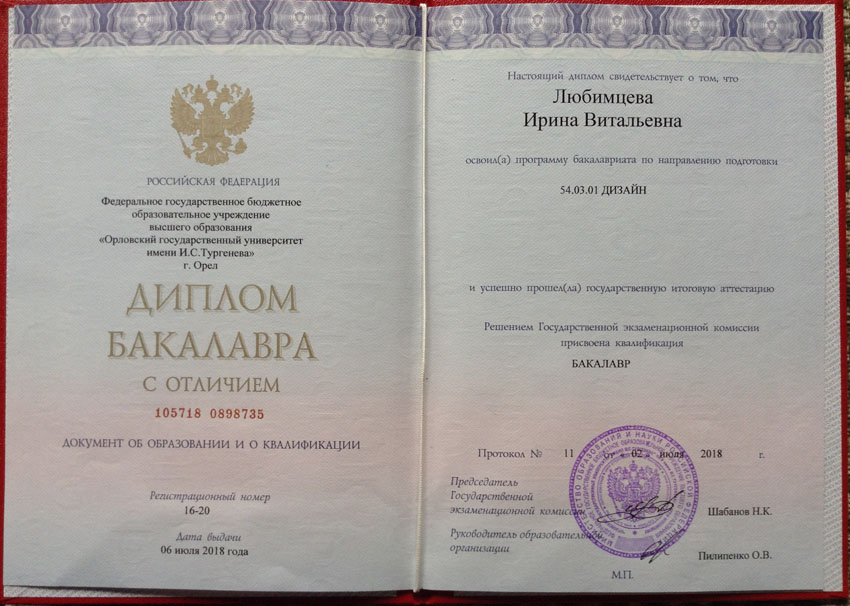 РОССИЙСКАЯ ФЕДЕРАЦИЯ
Федеральное государственное бюджетное
образовательное учреждение
высшего образования
«Орловский государственный университет
имени И.С.Тургенева»
г. Орел
ДИПЛОМ
БАКАЛАВРА
С ОТЛИЧИЕМ
105718 0898735
ДОКУМЕНТ ОБ ОБРАЗОВАНИИ И О КВАЛИФИКАЦИИ
Регистрационный номер
16-20
Дата выдачи
06 июля 2018 года
Настоящий диплом свидетельствует о том, что
Любимцева
Ирина Витальевна
освоил(а) программу бакалавриата по направлению подготовки
54.03.01 ДИЗАЙН
и успешно прошел(ла) государственную итоговую аттестацию
Решением Государственной экзаменационной комиссии
присвоена квалификация
БАКАЛАВР
Протокол № 11 от « 02 » июля 2018 г.
Председатель
Государственной
экзаменационной комиссии
Шабанов Н.К.
Руководитель образовательной
организации
Пилипенко О.В.
М.П.